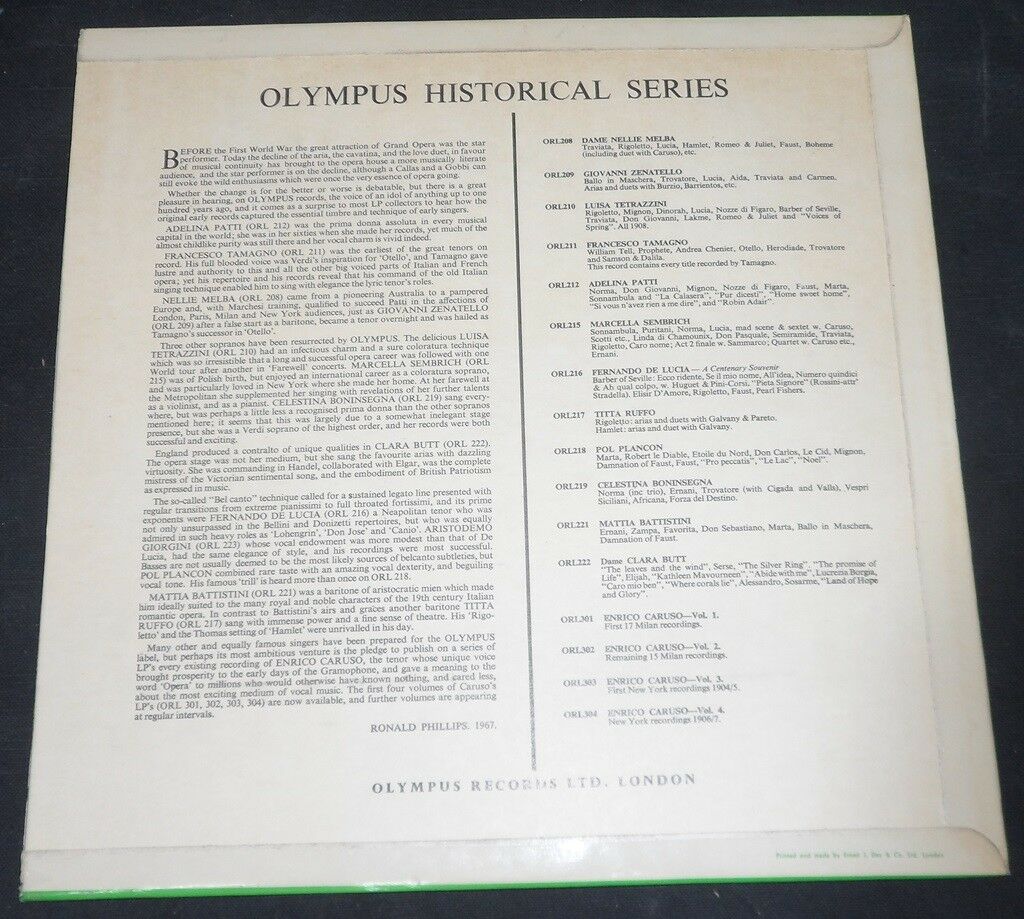 OLYMPUS HISTORICAL SERIES
BEFORE the First World War the great attraction of Grand Opera was the star
performer. Today the decline of the aria, the cavatina, and the love duet, in favour
of musical continuity has brought to the opera house a more musically literate
audience, and the star performer is on the decline, although a Callas and a Gobbi can
still evoke the wild enthusiasms which were once the very essence of opera going.
Whether the change is for the better or worse is debatable, but there is a great
pleasure in hearing, on OLYMPUS records, the voice of an idol of anything up to one
hundred years ago, and it comes as a surprise to most LP collectors to hear how the
original early records captured the essential timbre and technique of early singers.
ADELINA PATTI (ORL 212) was the prima donna assoluta in every musical
capital in the world; she was in her sixties when she made her records, yet much of the
almost childlike purity was still there and her vocal charm is vivid indeed.
FRANCESCO TAMAGNO (ORL 211) was the earliest of the great tenors on
record. His full blooded voice was Verdi's inspiration for 'Otello', and Tamagno gave
lustre and authority to this and all the other big voiced parts of Italian and French
opera; yet his repertoire and his records reveal that his command of the old Italian
singing technique enabled him to sing with elegance the lyric tenor's roles.
NELLIE MELBA (ORL 208) came from a pioneering Australia to a pampered
Europe and, with Marchesi training, qualified to succeed Patti in the affections of
London, Paris, Milan and New York audiences, just as GIOVANNI ZENATELLO
(ORL 209) after a false start as a baritone, became a tenor overnight and was hailed as
Tamagno's successor in 'Otello'.
Three other sopranos have been resurrected by OLYMPUS. The delicious LUISA
TETRAZZINI (ORL 210) had an infectious charm and a sure coloratura technique
which was so irresistible that a long and successful opera career was followed with one
World tour after another in 'Farewell' concerts. MARCELLA SEMBRICH (ORL
215) was of Polish birth, but enjoyed an international career as a coloratura soprano,
and was particularly loved in New York where she made her home. At her farewell at
the Metropolitan she supplemented her singing with revelations of her further talents
as a violinist, and as a pianist. CELESTINA BONINSEGNA (ORL 219) sang every-
where, but was perhaps a little less a recognised prima donna than the other sopranos
mentioned here; it seems that this was largely due to a somewhat inelegant stage
presence, but she was a Verdi soprano of the highest order, and her records were both
successful and exciting.
England produced a contralto of unique qualities in CLARA BUTT (ORL 222).
The opera stage was not her medium, but she sang the favourite arias with dazzling
virtuosity. She was commanding in Handel, collaborated with Elgar, was the complete
mistress of the Victorian sentimental song, and the embodiment of British Patriotism
as expressed in music.
The so-called "Bel canto" technique called for a sustained legato line presented with
regular transitions from extreme pianissimi to full throated fortissimi, and its prime
exponents were FERNANDO DE LUCIA (ORL 216) a Neapolitan tenor who was
not only unsurpassed in the Bellini and Donizetti repertoires, but who was equally
admired in such heavy roles as 'Lohengrin', 'Don Jose' and 'Canio'. ARISTODEMO
GIORGINI (ORL 223) whose vocal endowment was more modest than that of De
Lucia, had the same elegance of style, and his recordings were most successful.
Basses are not usually deemed to be the most likely sources of belcanto subtleties, but
POL PLANCON combined rare taste with an amazing vocal dexterity, and beguiling
vocal tone. His famous 'trill' is heard more than once on ORL 218.
MATTIA BATTISTINI (ORL 221) was a baritone of aristocratic mien which made
him ideally suited to the many royal and noble characters of the 19th century Italian
romantic opera. In contrast to Battistini's airs and graces another baritone TITTA
RUFFO (ORL 217) sang with immense power and a fine sense of theatre. His 'Rigo-
letto' and the Thomas setting of 'Hamlet' were unrivalled in his day.
Many other and equally famous singers have been prepared for the OLYMPUS
label, but perhaps its most ambitious venture is the pledge to publish on a series of
LP's every existing recording of ENRICO CARUSO, the tenor whose unique voice
brought prosperity to the early days of the Gramophone, and gave a meaning to the
word 'Opera' to millions who would otherwise have known nothing, and cared less,
about the most exciting medium of vocal music. The first four volumes of Caruso's
LP's (ORL 301, 302, 303, 304) are now available, and further volumes are appearing
at regular intervals.
RONALD PHILLIPS. 1967.
ORL208 DAME NELLIE MELBA
Traviata, Rigoletto, Lucia, Hamlet, Romeo & Juliet, Faust, Boheme
(including duet with Caruso), etc.
ORL209 GIOVANNI ZENATELLO
Ballo in Maschera, Trovatore, Lucia, Aida, Traviata and Carmen.
Arias and duets with Burzio, Barrientos, etc.
ORL210 LUISA TETRAZZINI
Rigoletto, Mignon, Dinorah, Lucia, Nozze di Figaro, Barber of Seville,
Traviata, Don Giovanni, Lakme, Romeo & Juliet and "Voices of
Spring". All 1908.
ORL211 FRANCESCO TAMAGNO
William Tell, Prophete, Andrea Chenier, Otello, Herodiade, Trovatore
and Samson & Dalila.
This record contains every title recorded by Tamagno.
ORL212 ADELINA PATTI
Norma, Don Giovanni, Mignon, Nozze di Figaro, Faust, Marta,
Sonnambula and "La Calasera", "Pur dicesti", "Home sweet home",
"Si vous n'avez rien a me dire", and "Robin Adair".
ORL215 MARCELLA SEMBRICH
Sonnambula, Puritani, Norma, Lucia, mad scene & sextet w. Caruso,
Scotti etc., Linda di Chamounix, Don Pasquale, Semiramide, Traviata,
Rigoletto, Caro nome; Act 2 finale w. Sammarco; Quartet w. Caruso etc.,
Ernani.
ORL216 FERNANDO DE LUCIA—A Centenary Souvenir
Barber of Seville: Ecco ridente, Se il mio nome, All'idea, Numero quindici
& Ah qual colpo, w. Huguet & Pini-Corsi. "Pieta Signore" (Rossini-attr'
Stradella). Elisir D'Amore, Rigoletto, Faust, Pearl Fishers.
ORL217 TITTA RUFFO
Rigoletto: arias and duets with Galvany & Pareto.
Hamlet: arias and duet with Galvany.
ORL218 POL PLANCON
Marta, Robert le Diable, Etoile du Nord, Don Carlos, Le Cid, Mignon,
Damnation of Faust, Faust, "Pro peccatis", "Le Lac", "Noel".
ORL219 CELESTINA BONINSEGNA
Norma (inc trio), Ernani, Trovatore (with Cigada and Valls), Vespri
Siciliani, Africana, Forza del Destino.
ORL221 MATTIA BATTISTINI
Ernani, Zampa, Favorita, Don Sebastiano, Marta, Ballo in Maschera,
Damnation of Faust.
ORL222 Dame CLARA BUTT
"The leaves and the wind", Serse, "The Silver Ring". "The promise of
Life", Elijah, "Kathleen Mavourneen", "Abide with me", Lucrezia Borgia,
"Caro mio ben", "Where corals lie", Alessandro, Sosarme, "Land of Hope
and Glory".
ORL301 ENRICO CARUSO—Vol. 1.
First 17 Milan recordings.
ORL302 ENRICO CARUSO—Vol. 2.
Remaining 15 Milan recordings.
ORL303 ENRICO CARUSO—Vol. 3.
First New York recordings 1904/5.
ORL304 ENRICO CARUSO—Vol. 4.
New York recordings 1906/7.
OLYMPUS RECORDS LTD. LONDON
Printed and made by Ernest J. Day & Co. Ltd. London